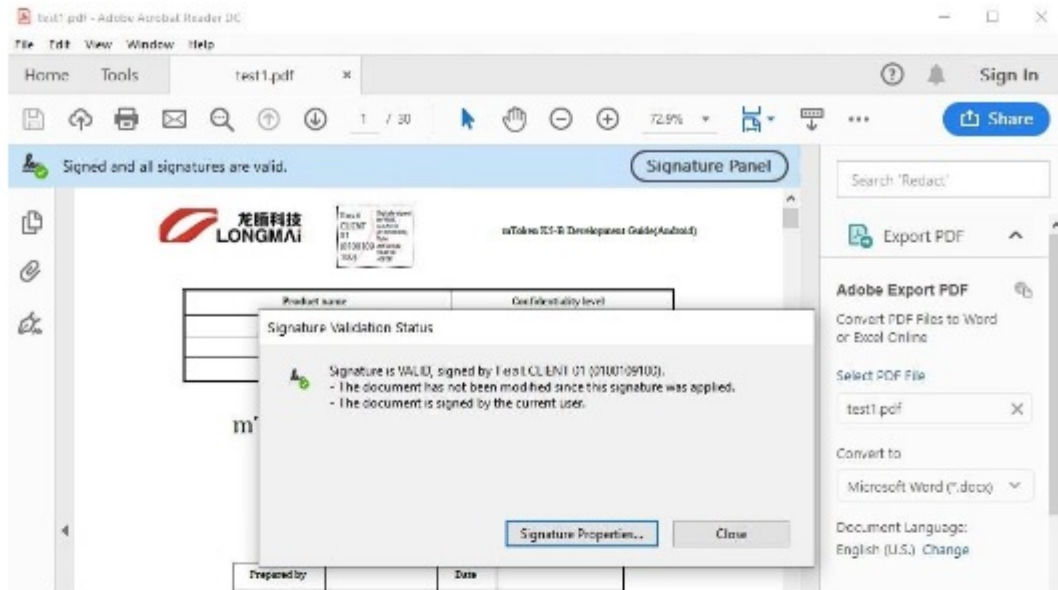 test1.pdf - Adobe Acrobat Reader DC
File Edit View Window Help
Home Tools test1.pdf × Sign In
1 / 30 72.9% Share
Signed and all signatures are valid. Signature Panel
Search 'Redact'
龙脉科技
LONGMAi
Test
CLIENT
01
mToken K5-B Development Guide(Android)
Export PDF
Product name Confidentiality level
Adobe Export PDF
Convert PDF Files to Word
or Excel Online
Select PDF File
test1.pdf
Convert to
Microsoft Word (*.docx)
Document Language:
English (U.S.) Change
Signature Validation Status
Signature is VALID, signed by Test CLIENT 01 (0100109100).
- The document has not been modified since this signature was applied.
- The document is signed by the current user.
Signature Properties... Close
Prepared by Date